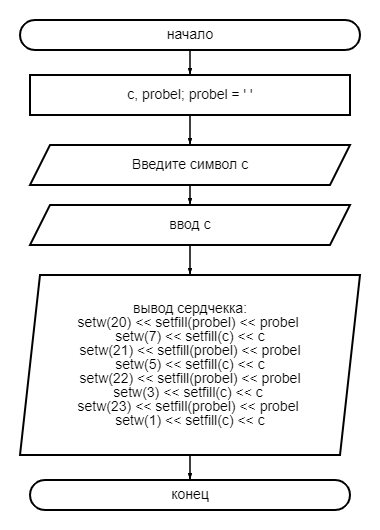 начало
c, probel; probel = ' '
Введите символ c
ввод c
вывод сердчекка:
setw(20) << setfill(probel) << probel
setw(7) << setfill(c) << c
setw(21) << setfill(probel) << probel
setw(5) << setfill(c) << c
setw(22) << setfill(probel) << probel
setw(3) << setfill(c) << c
setw(23) << setfill(probel) << probel
setw(1) << setfill(c) << c
конец